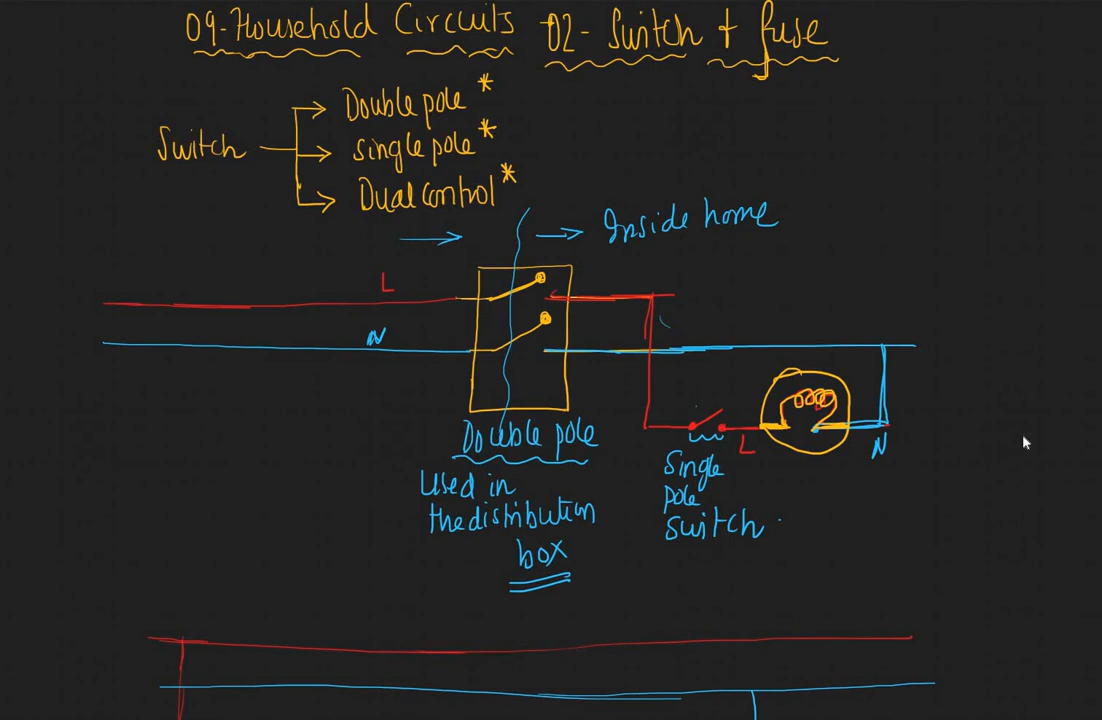 09-Household Circuits 02- Switch + fuse
Double pole *
Switch
single pole *
Dual control *
Inside home
L
N
Double pole
Used in
the distribution
box
L
N
Single
pole
switch